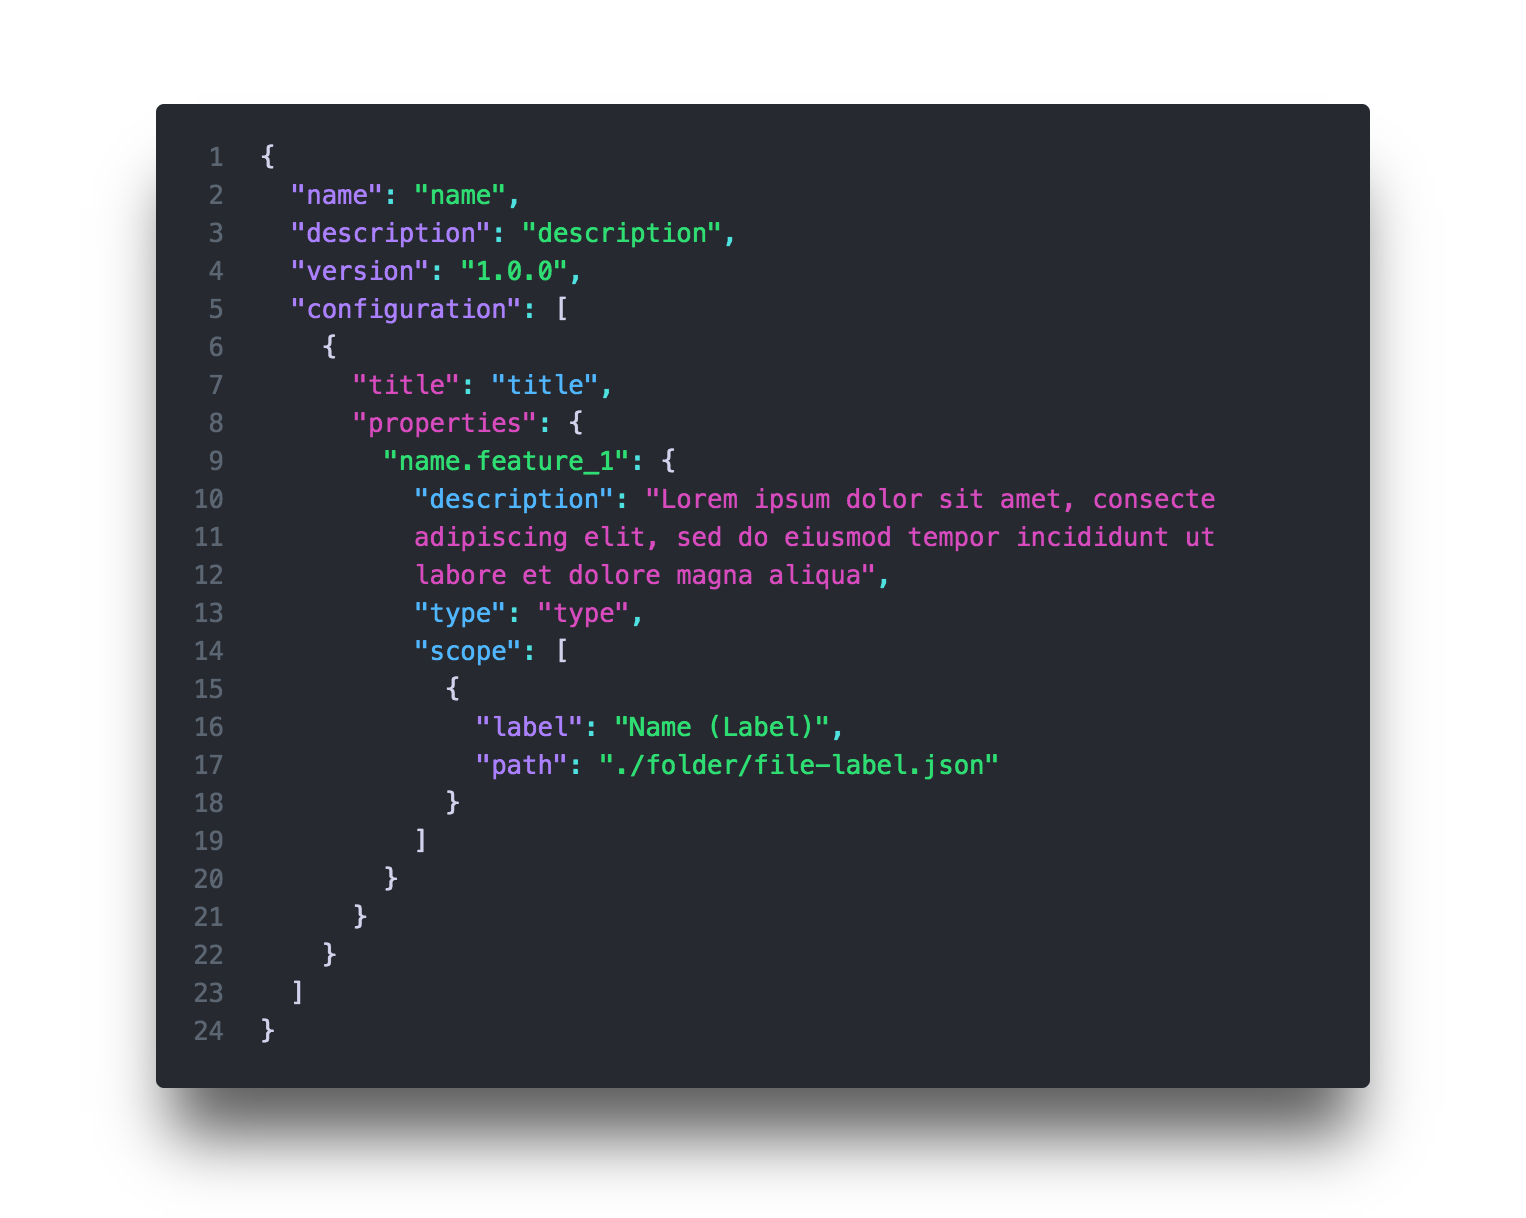 1 {
2   "name": "name",
3   "description": "description",
4   "version": "1.0.0",
5   "configuration": [
6     {
7       "title": "title",
8       "properties": {
9         "name.feature_1": {
10           "description": "Lorem ipsum dolor sit amet, consecte
11           adipiscing elit, sed do eiusmod tempor incididunt ut
12           labore et dolore magna aliqua",
13           "type": "type",
14           "scope": [
15             {
16               "label": "Name (Label)",
17               "path": "./folder/file-label.json"
18             }
19           ]
20         }
21       }
22     }
23   ]
24 }